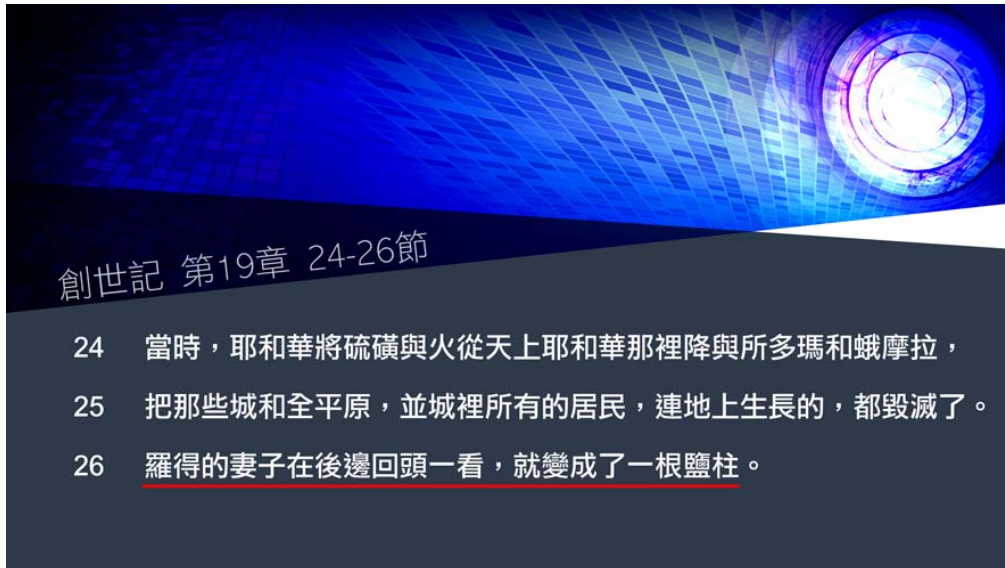 創世記 第19章 24-26節
24 當時，耶和華將硫磺與火從天上耶和華那裡降與所多瑪和蛾摩拉，
25 把那些城和全平原，並城裡所有的居民，連地上生長的，都毀滅了。
26 羅得的妻子在後邊回頭一看，就變成了一根鹽柱。